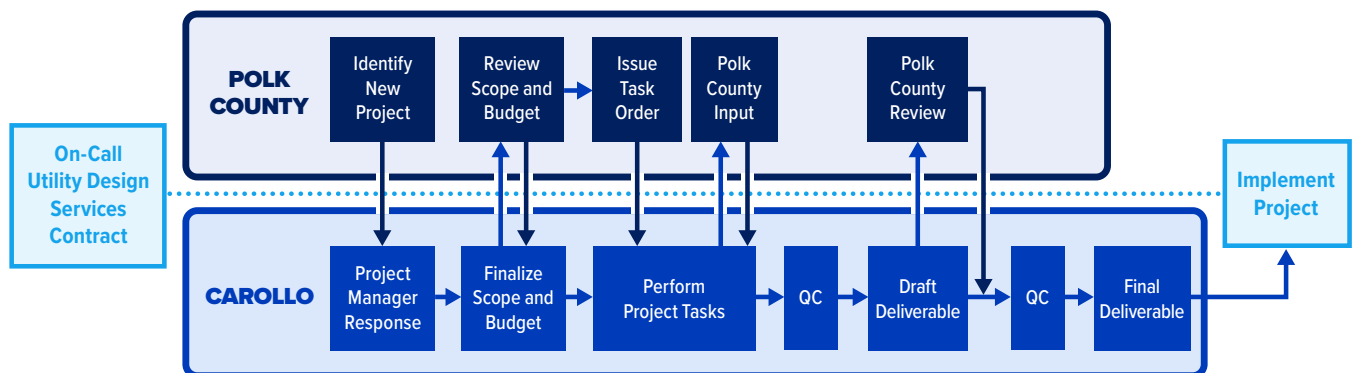 On-Call
Utility Design
Services
Contract
POLK
COUNTY
Identify
New
Project
Review
Scope and
Budget
Issue
Task
Order
Polk
County
Input
Polk
County
Review
CAROLLO
Project
Manager
Response
Finalize
Scope and
Budget
Perform
Project Tasks
QC
Draft
Deliverable
QC
Final
Deliverable
Implement
Project